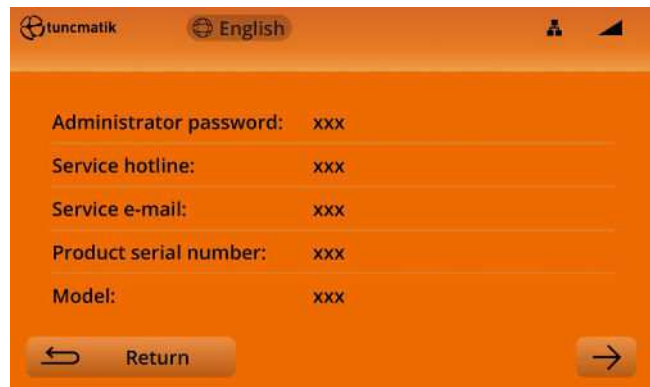 tuncmatik English
Administrator password: xxx
Service hotline: xxx
Service e-mail: xxx
Product serial number: xxx
Model: xxx
Return